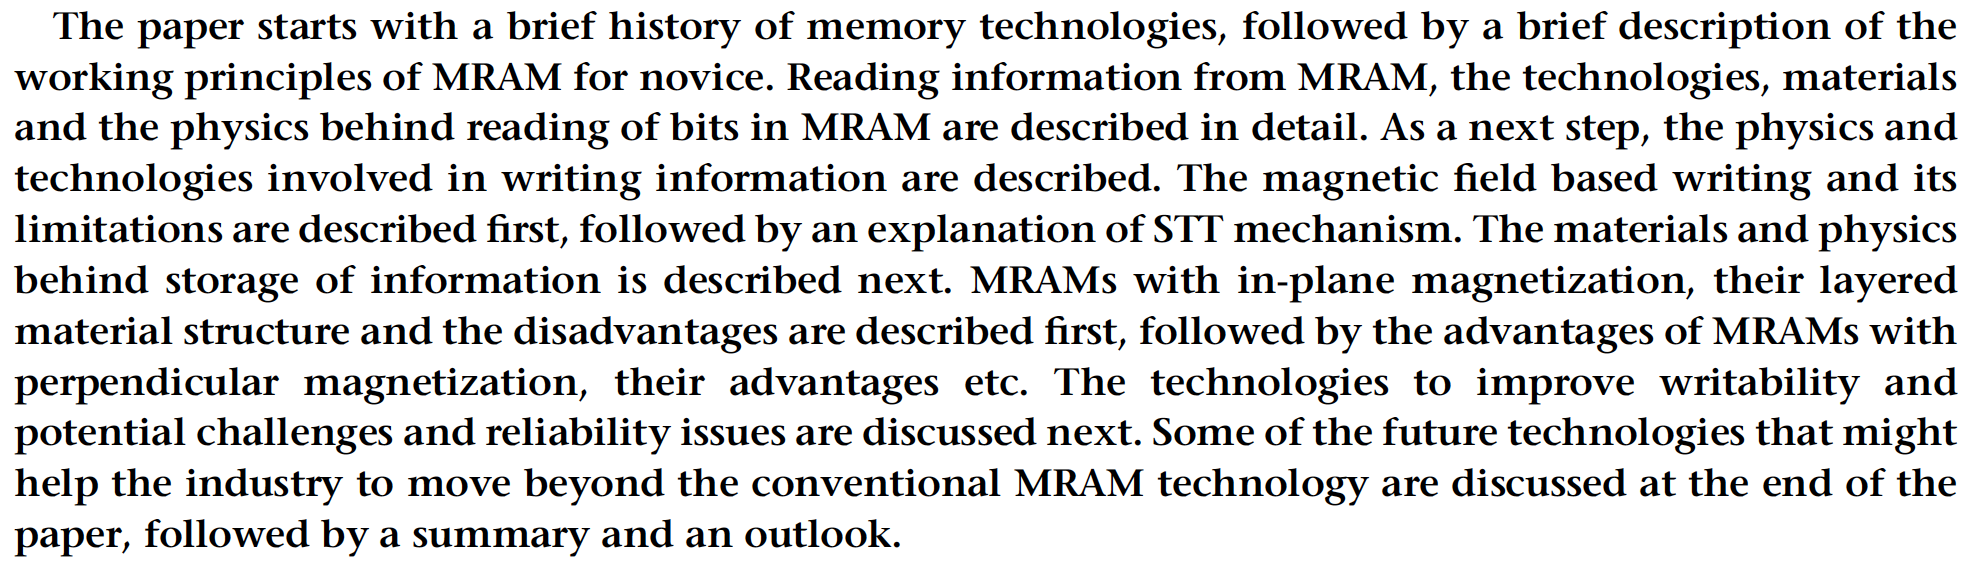 The paper starts with a brief history of memory technologies, followed by a brief description of the
working principles of MRAM for novice. Reading information from MRAM, the technologies, materials
and the physics behind reading of bits in MRAM are described in detail. As a next step, the physics and
technologies involved in writing information are described. The magnetic field based writing and its
limitations are described first, followed by an explanation of STT mechanism. The materials and physics
behind storage of information is described next. MRAMs with in-plane magnetization, their layered
material structure and the disadvantages are described first, followed by the advantages of MRAMs with
perpendicular magnetization, their advantages etc. The technologies to improve writability and
potential challenges and reliability issues are discussed next. Some of the future technologies that might
help the industry to move beyond the conventional MRAM technology are discussed at the end of the
paper, followed by a summary and an outlook.